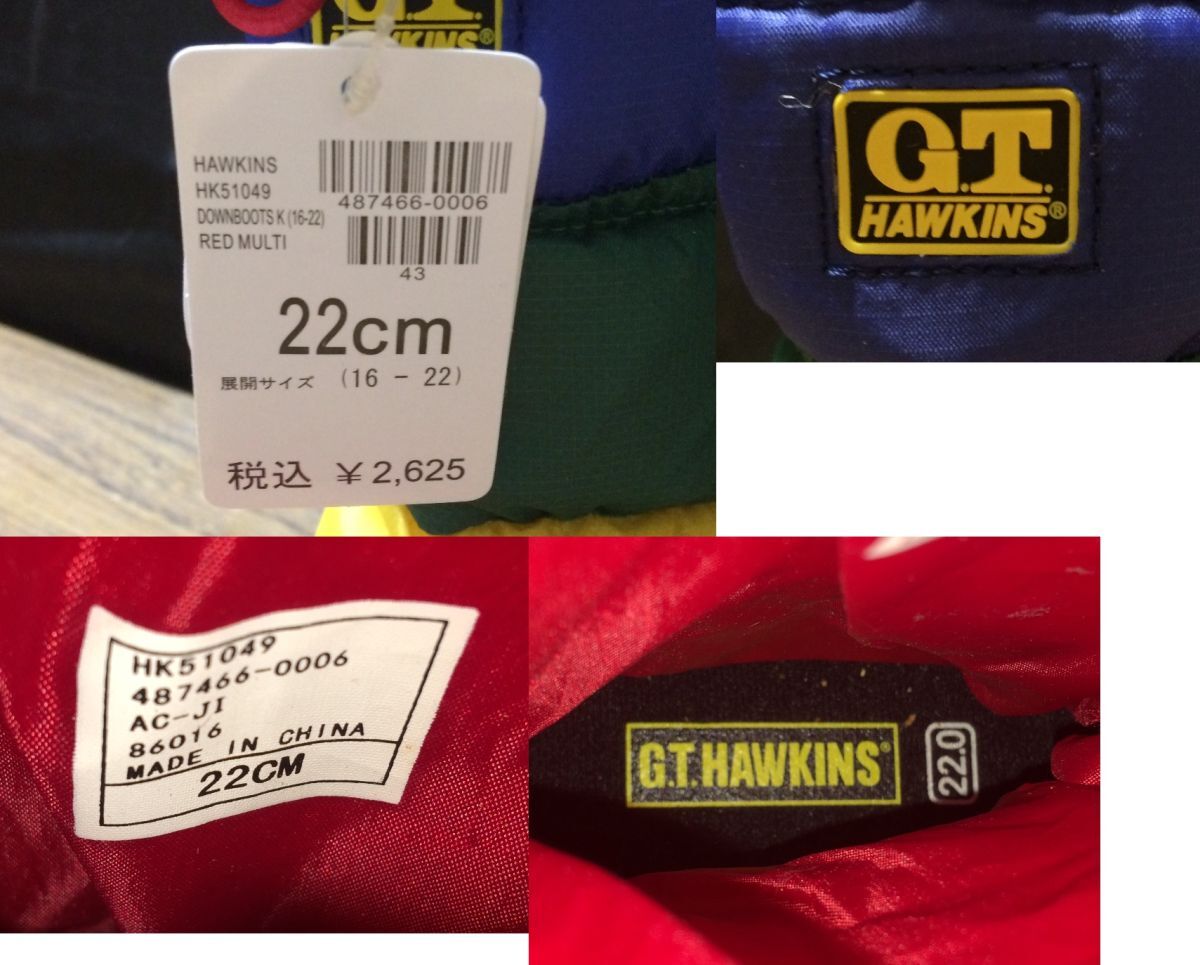 G.T.
HAWKINS®
HAWKINS
HK51049
DOWNBOOTS K (16-22)
RED MULTI
487466-0006
43
22cm
展開サイズ (16 - 22)
税込 ¥2,625
G.T.
HAWKINS®
HK51049
487466-0006
AC-JI
86016
MADE IN CHINA
22CM
G.T. HAWKINS®
22.0